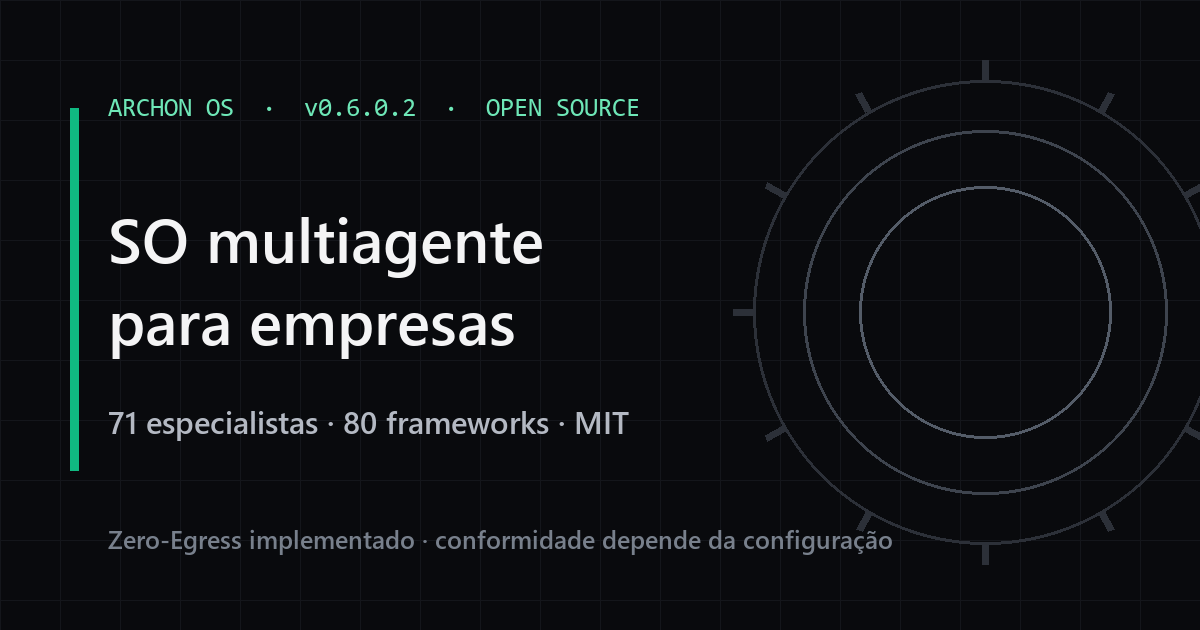 ARCHON OS · v0.6.0.2 · OPEN SOURCE
SO multiagente
para empresas
71 especialistas · 80 frameworks · MIT
Zero-Egress implementado · conformidade depende da configuração